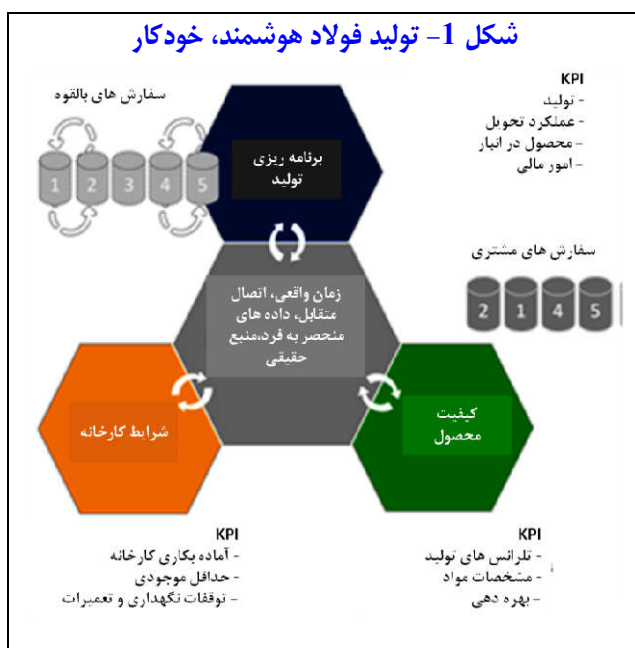 شکل 1- تولید فولاد هوشمند، خودکار
KPI
- تولید
- عملکرد تحویل
- محصول در انبار
- امور مالی
سفارش های بالقوه
1 2 3 4 5
برنامه ریزی
تولید
سفارش های مشتری
2 1 4 5
زمان واقعی، اتصال
متقابل، داده های
منحصر به فرد،منبع
حقیقی
کیفیت
محصول
شرایط کارخانه
KPI
- تلرانس های تولید
- مشخصات مواد
- بهره دهی
KPI
- آماده بکاری کارخانه
- حداقل موجودی
- توقفات نگهداری و تعمیرات